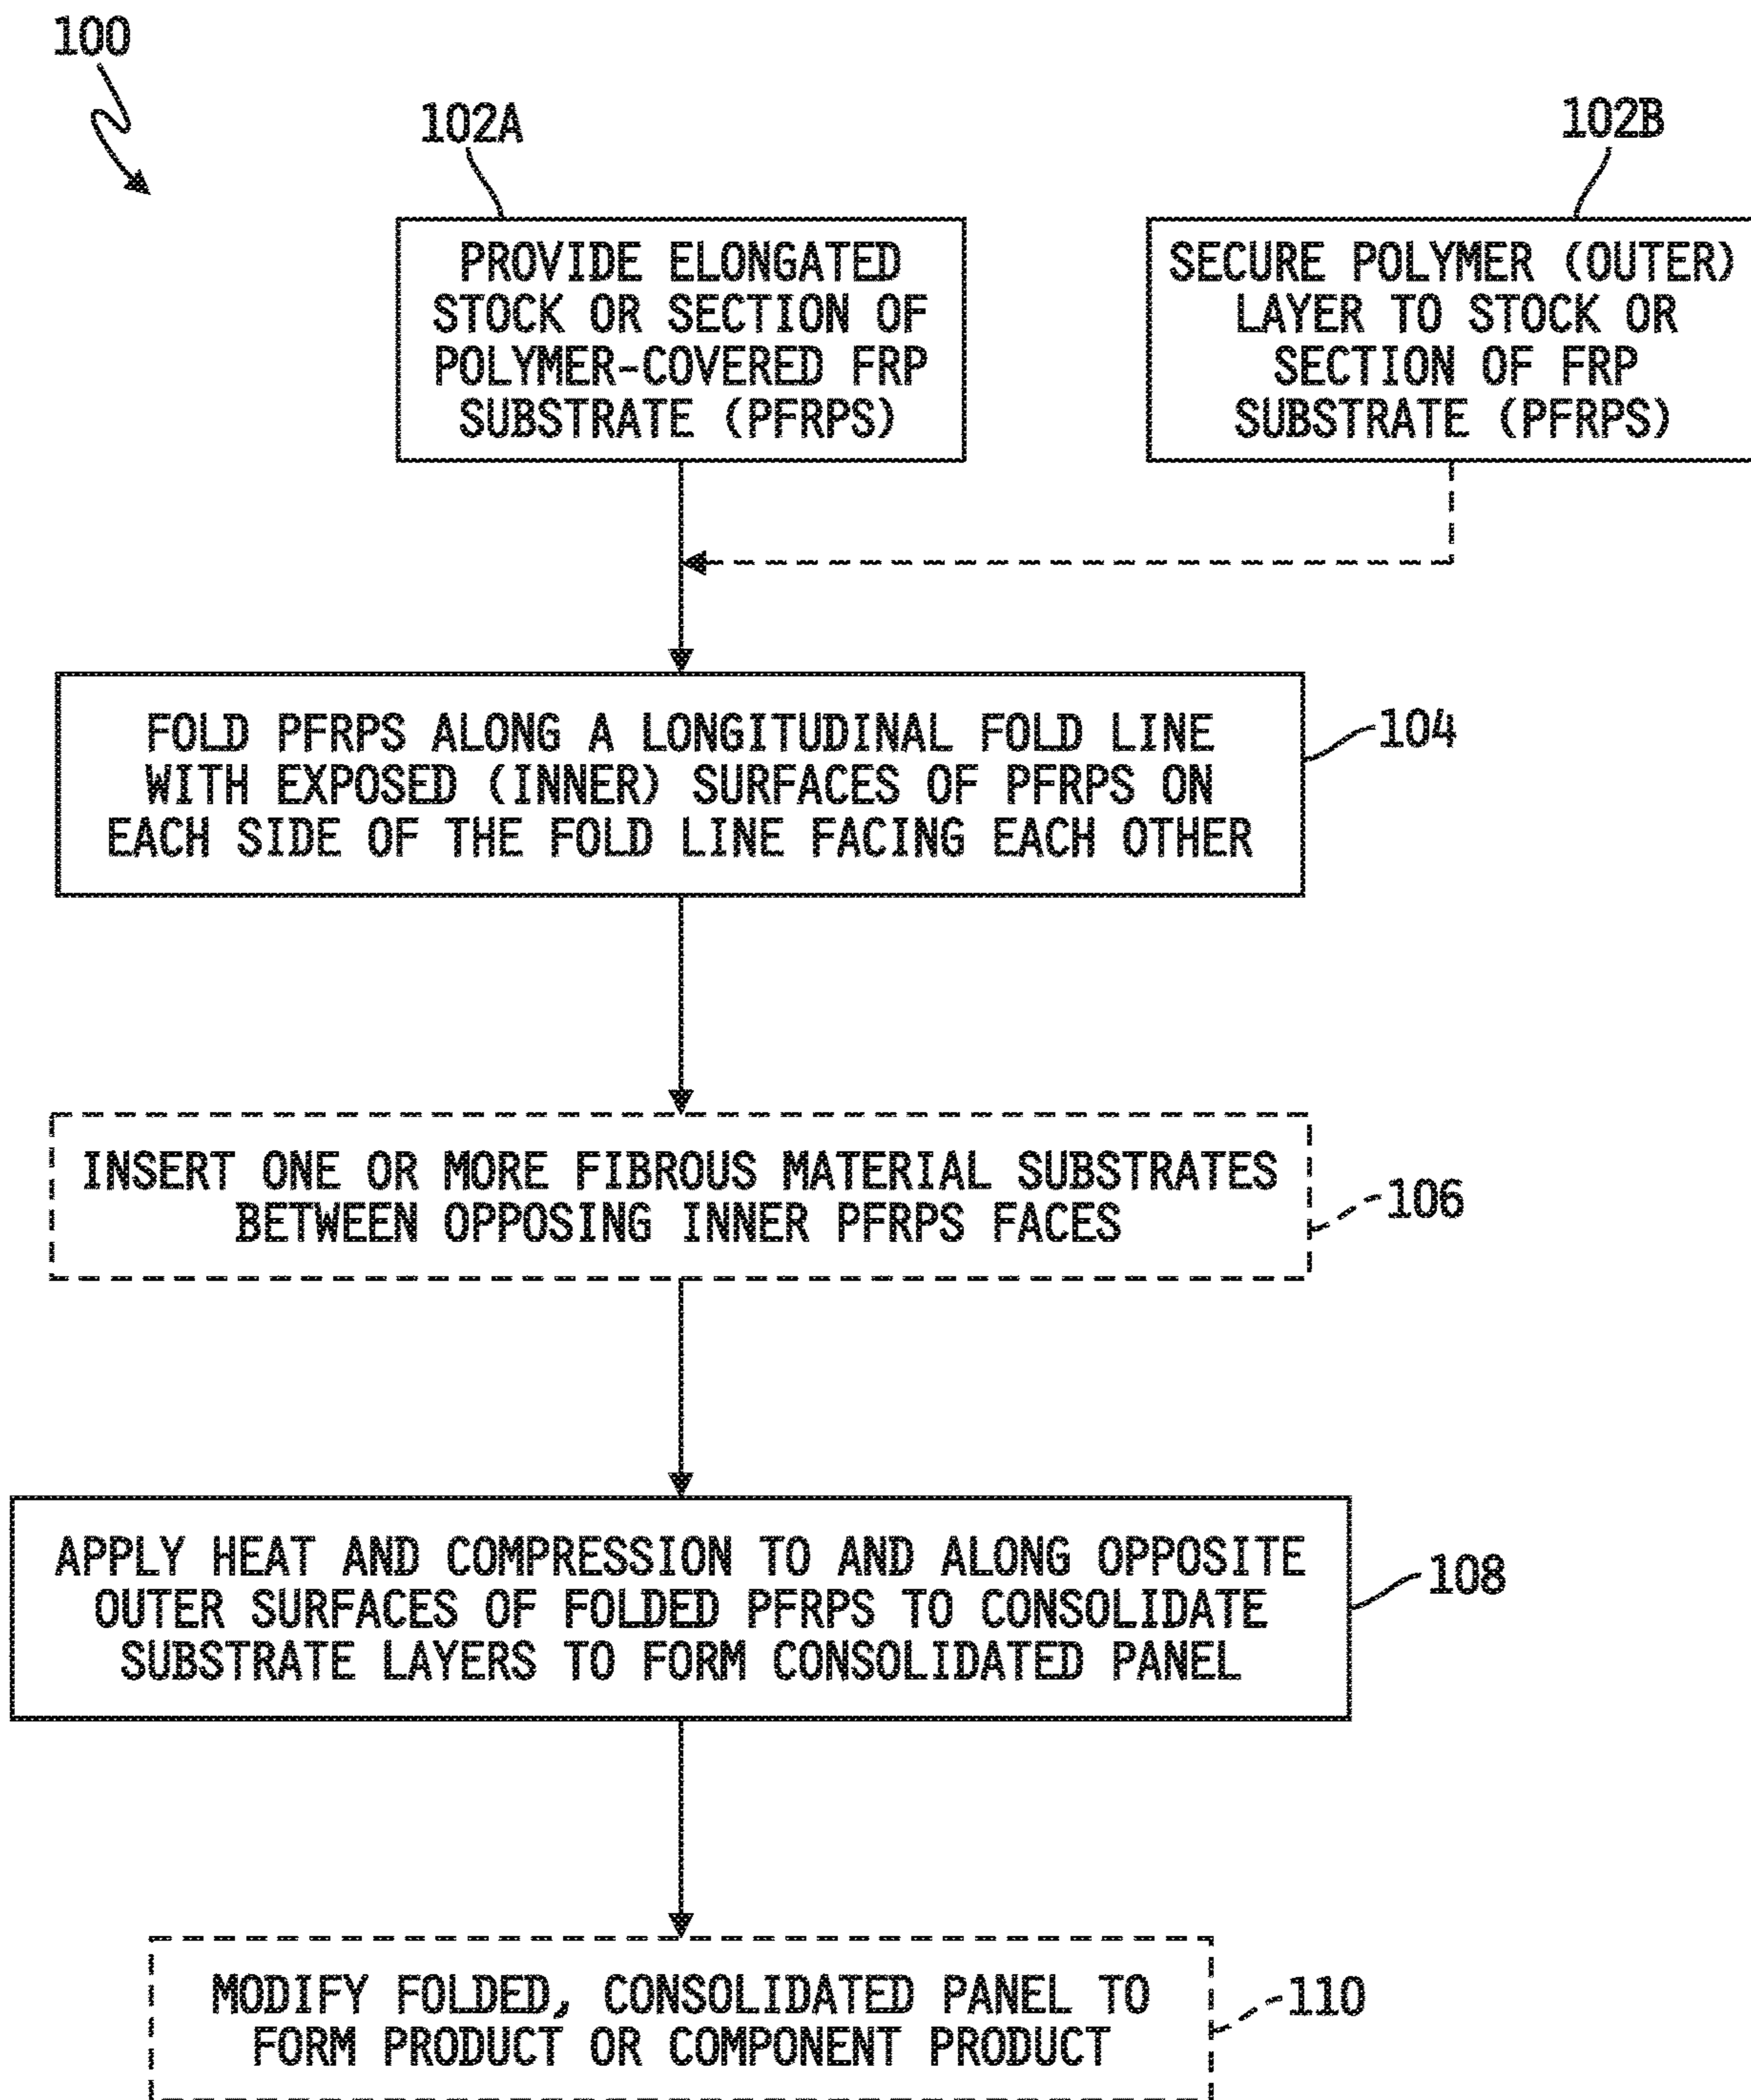 100
102A
102B
PROVIDE ELONGATED
STOCK OR SECTION OF
POLYMER-COVERED FRP
SUBSTRATE (PFRPS)
SECURE POLYMER (OUTER)
LAYER TO STOCK OR
SECTION OF FRP
SUBSTRATE (PFRPS)
FOLD PFRPS ALONG A LONGITUDINAL FOLD LINE
WITH EXPOSED (INNER) SURFACES OF PFRPS ON
EACH SIDE OF THE FOLD LINE FACING EACH OTHER
104
INSERT ONE OR MORE FIBROUS MATERIAL SUBSTRATES
BETWEEN OPPOSING INNER PFRPS FACES
106
APPLY HEAT AND COMPRESSION TO AND ALONG OPPOSITE
OUTER SURFACES OF FOLDED PFRPS TO CONSOLIDATE
SUBSTRATE LAYERS TO FORM CONSOLIDATED PANEL
108
MODIFY FOLDED, CONSOLIDATED PANEL TO
FORM PRODUCT OR COMPONENT PRODUCT
110